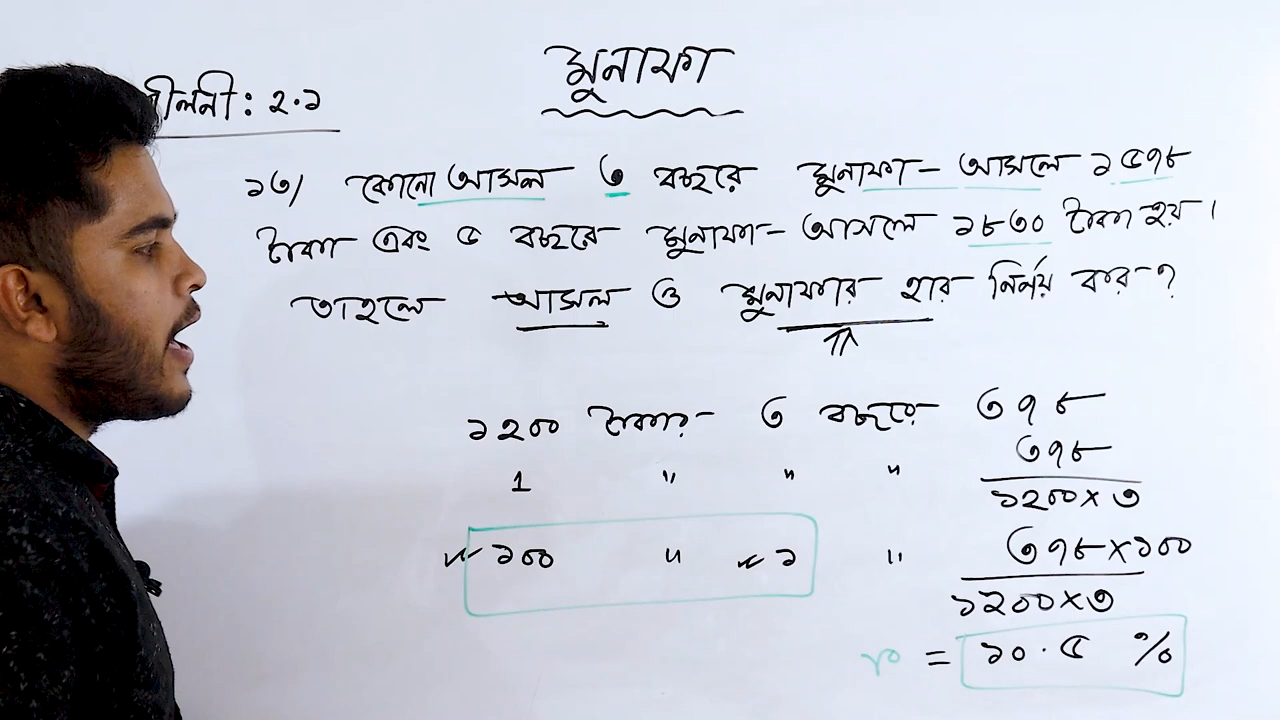 মুনাফা
ীলনী: ২.১
১৩/ কোনো আসল ৩ বছরে মুনাফা-আসলে ১৫৭৮
টাকা এবং ৫ বছরে মুনাফা-আসলে ১৮৩০ টাকা হয়।
তাহলে আসল ও মুনাফার হার নির্ণয় কর?
১২০০ টাকার ৩ বছরে ৩৭৮
1 " " " ৩৭৮
১২০০×৩
১০০ " ১ " ৩৭৮×১০০
১২০০×৩
r = ১০.৫ %